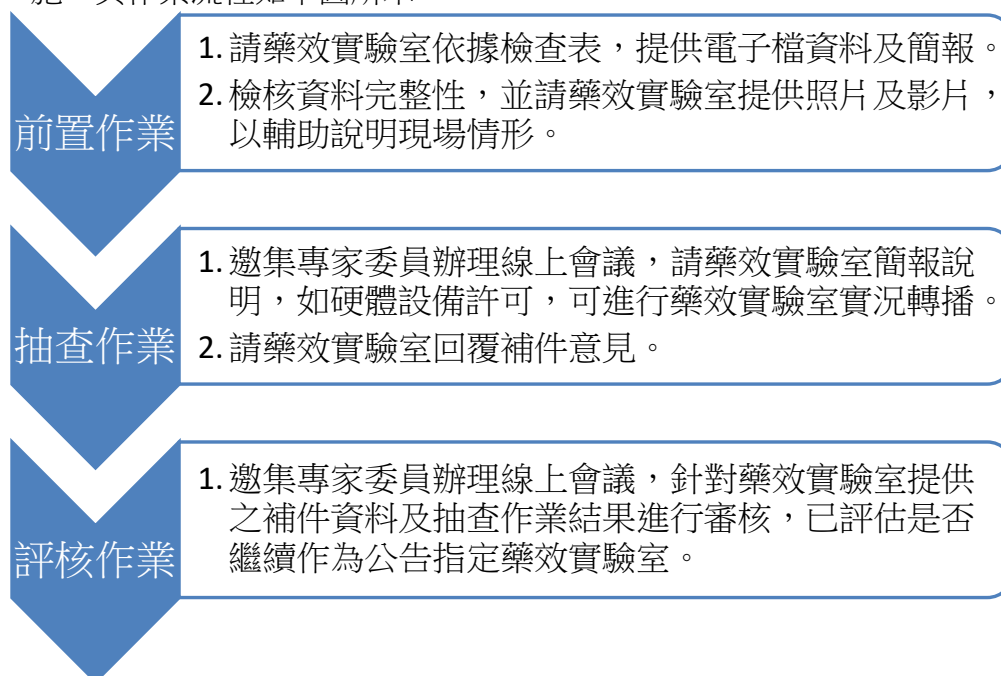 前置作業
1. 請藥效實驗室依據檢查表，提供電子檔資料及簡報。
2. 檢核資料完整性，並請藥效實驗室提供照片及影片，
以輔助說明現場情形。
抽查作業
1. 邀集專家委員辦理線上會議，請藥效實驗室簡報說
明，如硬體設備許可，可進行藥效實驗室實況轉播。
2. 請藥效實驗室回覆補件意見。
評核作業
1. 邀集專家委員辦理線上會議，針對藥效實驗室提供
之補件資料及抽查作業結果進行審核，已評估是否
繼續作為公告指定藥效實驗室。